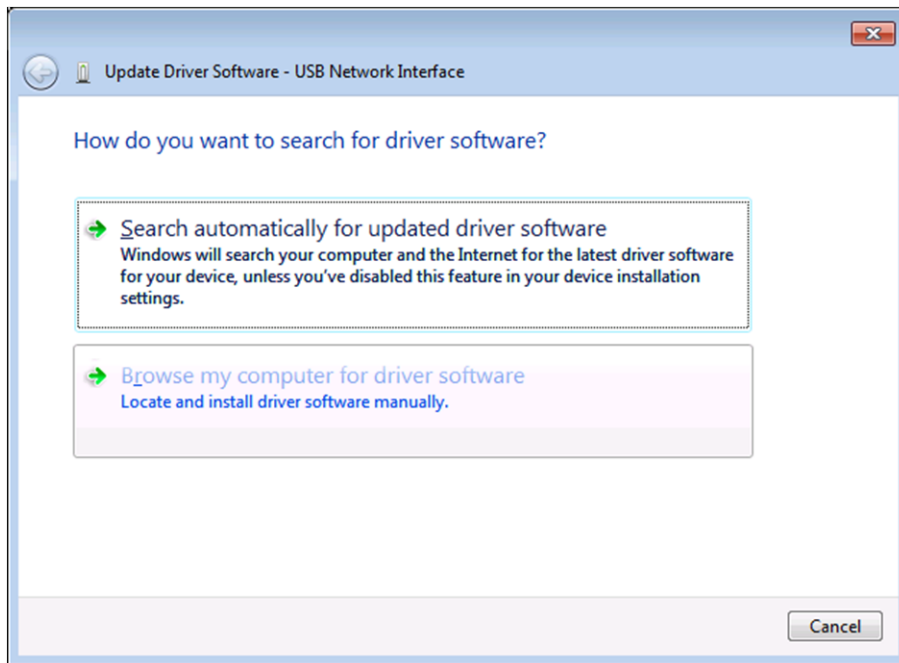 Update Driver Software - USB Network Interface
How do you want to search for driver software?
Search automatically for updated driver software
Windows will search your computer and the Internet for the latest driver software
for your device, unless you've disabled this feature in your device installation
settings.
Browse my computer for driver software
Locate and install driver software manually.
Cancel